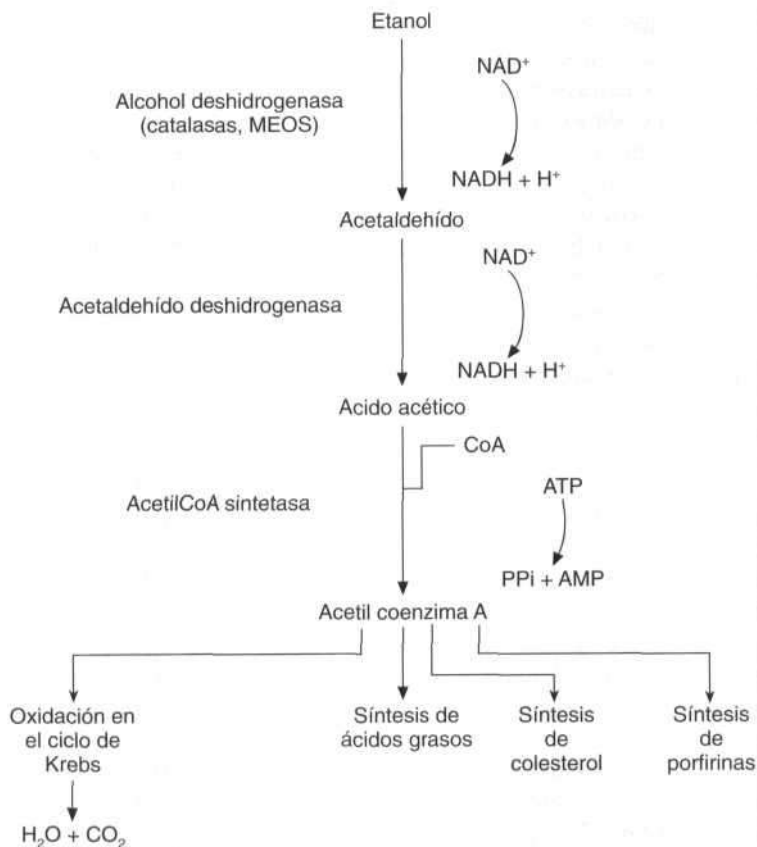 Etanol
NAD⁺
Alcohol deshidrogenasa
(catalasas, MEOS)
NADH + H⁺
Acetaldehído
NAD⁺
Acetaldehído deshidrogenasa
NADH + H⁺
Acido acético
CoA
ATP
AcetilCoA sintetasa
PPi + AMP
Acetil coenzima A
Oxidación en
el ciclo de
Krebs
Síntesis de
ácidos grasos
Síntesis
de
colesterol
Síntesis
de
porfirinas
H₂O + CO₂